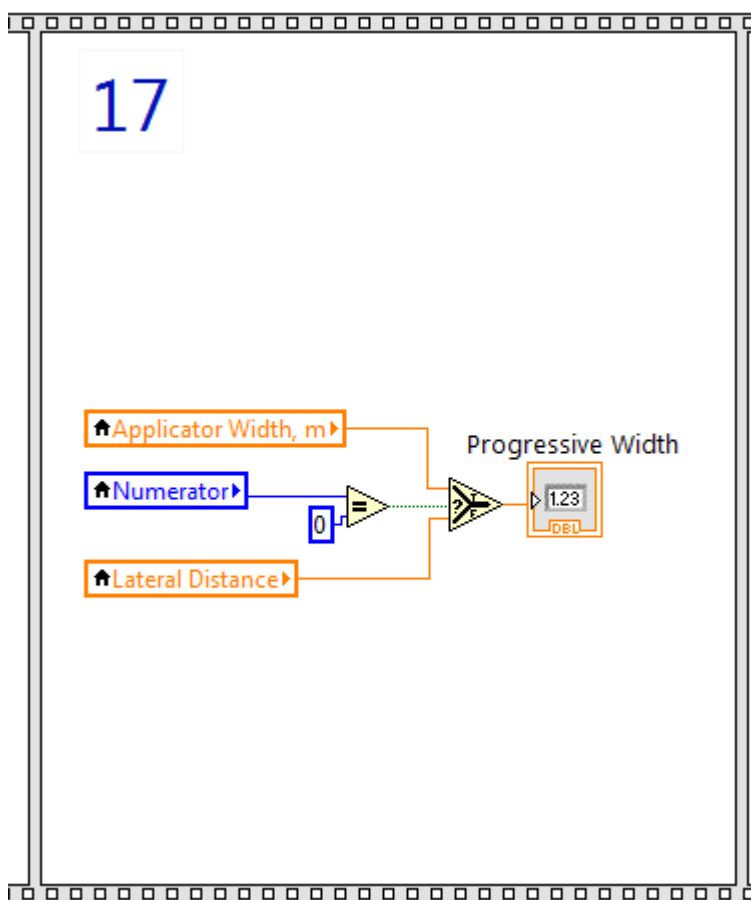 17
Applicator Width, m
Progressive Width
Numerator
=
0
?
T
F
1.23
DBL
Lateral Distance